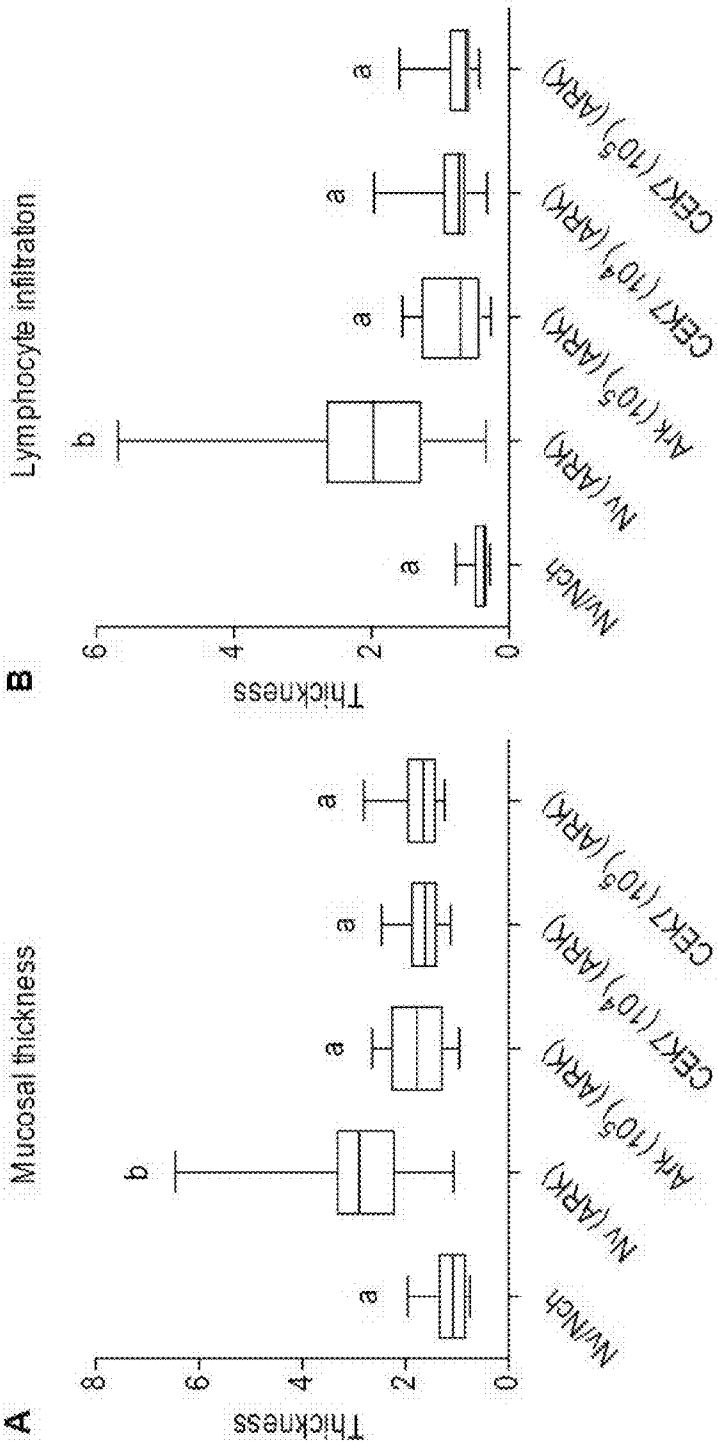 A
Mucosal thickness
Thickness
8
6
4
2
0
a
b
a
a
a
Nv/Nch
Nv (ARK)
Ark (10⁵) (ARK)
CEK7 (10⁴) (ARK)
CEK7 (10⁵) (ARK)
B
Lymphocyte infiltration
Thickness
6
4
2
0
a
b
a
a
a
Nv/Nch
Nv (ARK)
Ark (10⁵) (ARK)
CEK7 (10⁴) (ARK)
CEK7 (10⁵) (ARK)